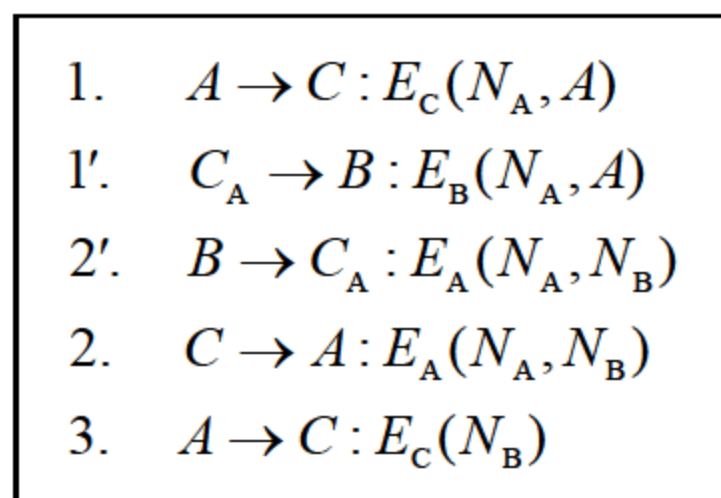 1. A → C : E_C(N_A, A)
1′. C_A → B : E_B(N_A, A)
2′. B → C_A : E_A(N_A, N_B)
2. C → A : E_A(N_A, N_B)
3. A → C : E_C(N_B)